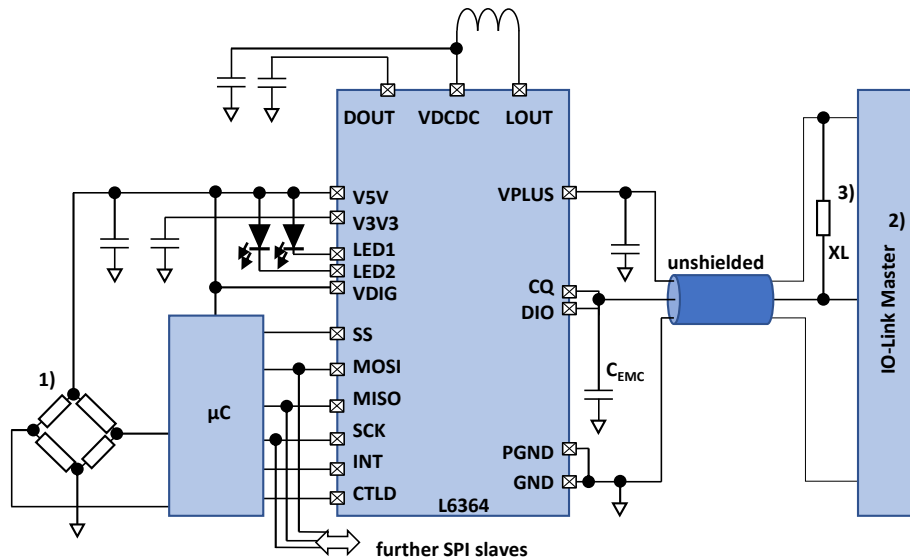 DOUT
VDCDC
LOUT
V5V
V3V3
LED1
LED2
VDIG
SS
MOSI
MISO
SCK
INT
CTLD
VPLUS
CQ
DIO
PGND
GND
L6364
C_EMC
unshielded
3)
XL
2)
IO-Link Master
1)
µC
further SPI slaves